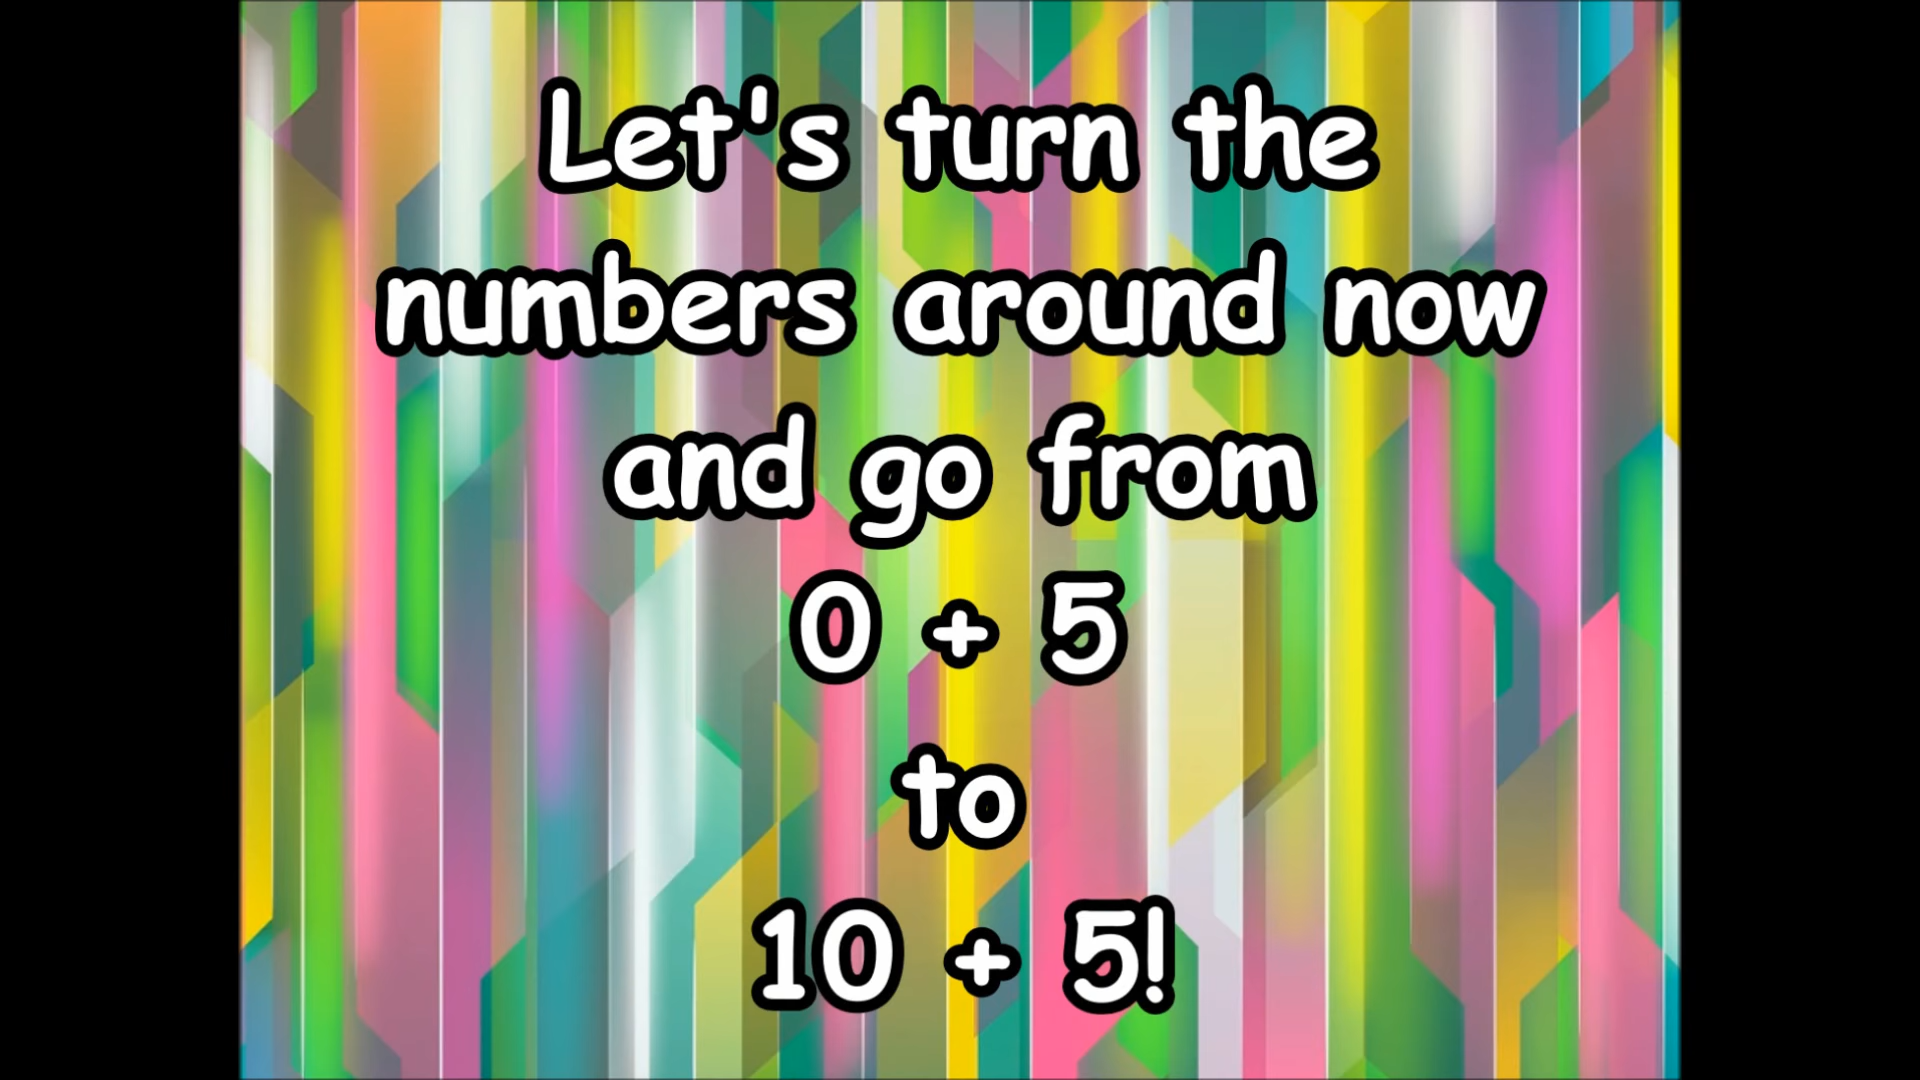 Let's turn the
numbers around now
and go from
0 + 5
to
10 + 5!